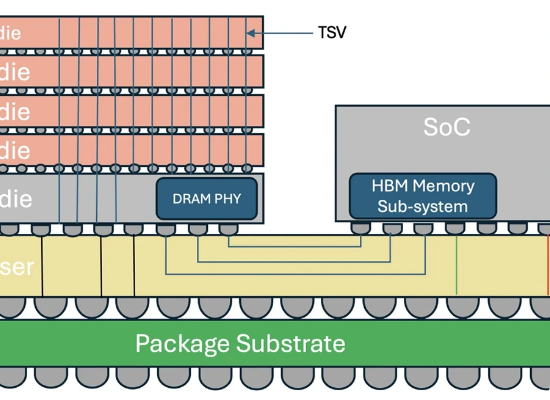 die
TSV
die
die
die
SoC
die
DRAM PHY
HBM Memory
Sub-system
ser
Package Substrate